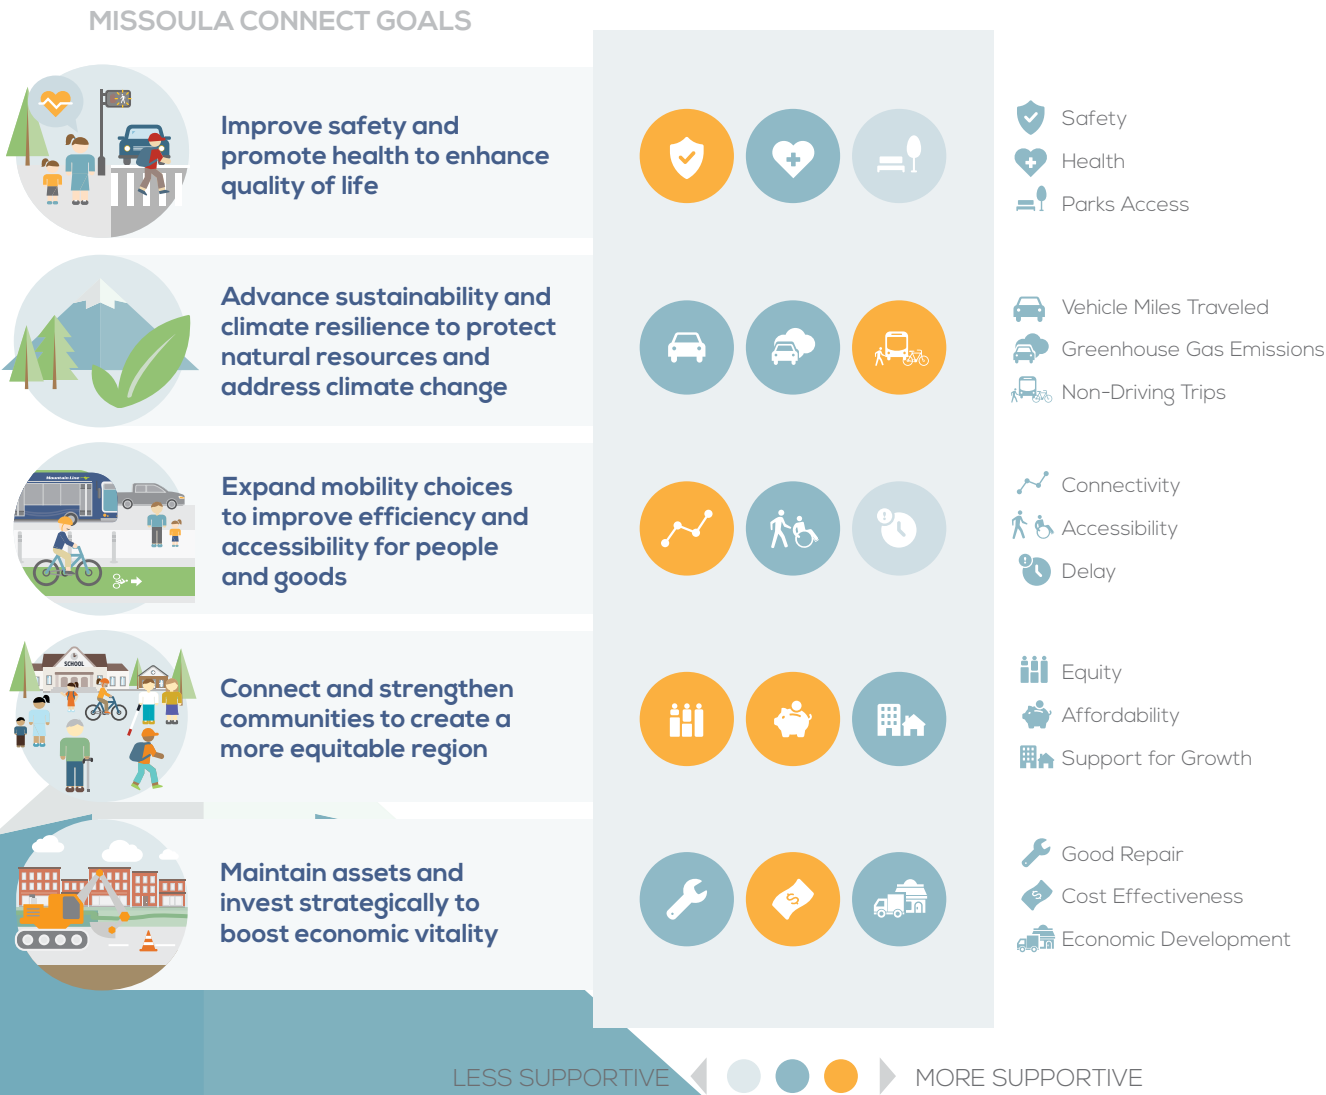 MISSOULA CONNECT GOALS
Improve safety and
promote health to enhance
quality of life
Safety
Health
Parks Access
Advance sustainability and
climate resilience to protect
natural resources and
address climate change
Vehicle Miles Traveled
Greenhouse Gas Emissions
Non-Driving Trips
Mountain Line
Expand mobility choices
to improve efficiency and
accessibility for people
and goods
Connectivity
Accessibility
Delay
SCHOOL
Connect and strengthen
communities to create a
more equitable region
Equity
Affordability
Support for Growth
Maintain assets and
invest strategically to
boost economic vitality
Good Repair
Cost Effectiveness
Economic Development
LESS SUPPORTIVE
MORE SUPPORTIVE